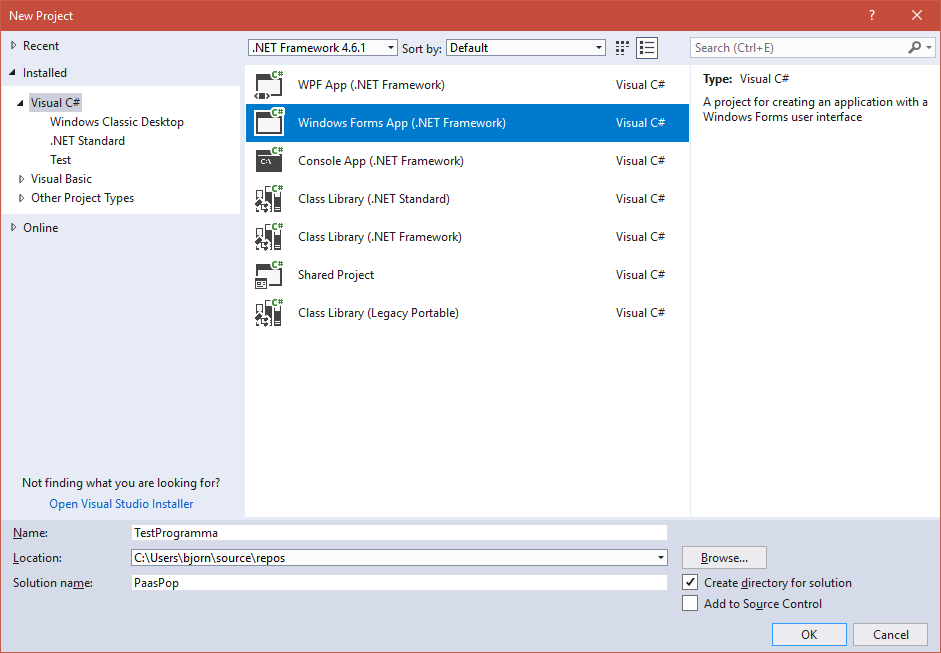 New Project
?
Recent
Installed
Visual C#
Windows Classic Desktop
.NET Standard
Test
Visual Basic
Other Project Types
Online
Not finding what you are looking for?
Open Visual Studio Installer
.NET Framework 4.6.1 Sort by: Default
C# WPF App (.NET Framework) Visual C#
C# Windows Forms App (.NET Framework) Visual C#
C# C:\ Console App (.NET Framework) Visual C#
C# Class Library (.NET Standard) Visual C#
C# Class Library (.NET Framework) Visual C#
C# Shared Project Visual C#
C# Class Library (Legacy Portable) Visual C#
Search (Ctrl+E)
Type: Visual C#
A project for creating an application with a
Windows Forms user interface
Name: TestProgramma
Location: C:\Users\bjorn\source\repos Browse...
Solution name: PaasPop
Create directory for solution
Add to Source Control
OK Cancel